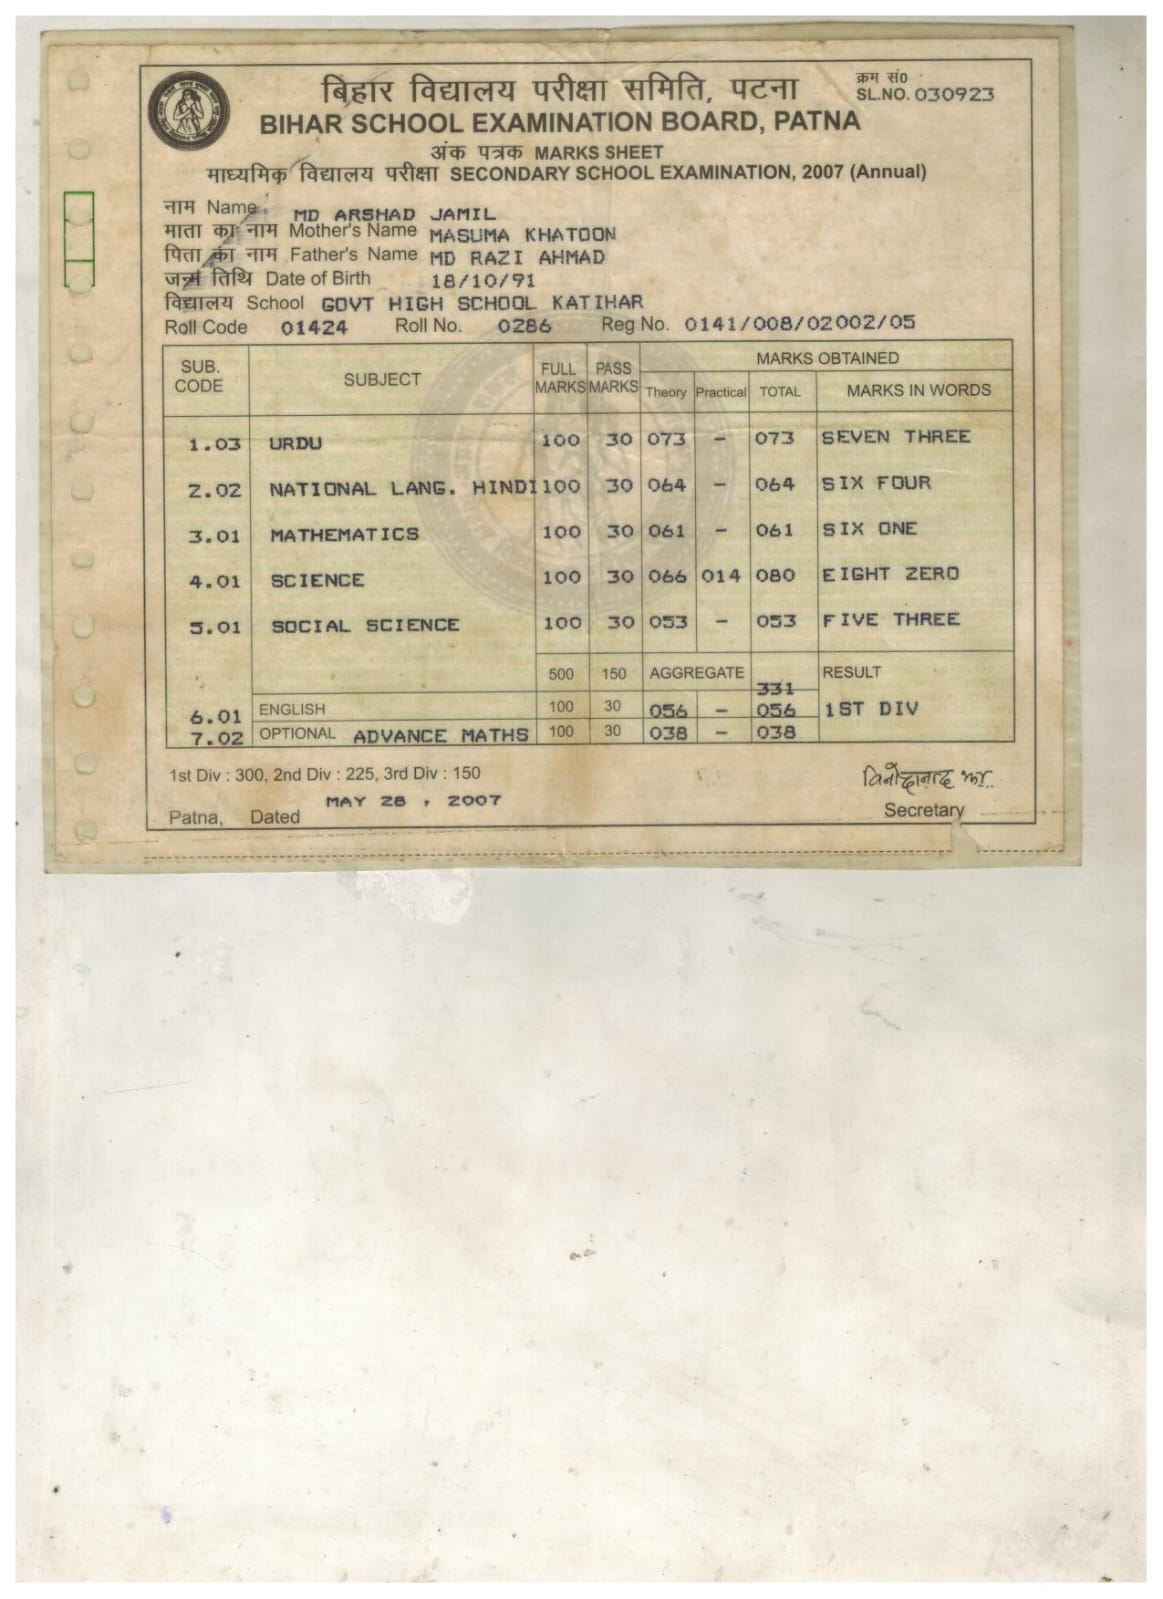 बिहार विद्यालय परीक्षा समिति, पटना
क्रम सं०
SL.NO. 030923
BIHAR SCHOOL EXAMINATION BOARD, PATNA
अंक पत्रक MARKS SHEET
माध्यमिक विद्यालय परीक्षा SECONDARY SCHOOL EXAMINATION, 2007 (Annual)
नाम Name MD ARSHAD JAMIL
माता का नाम Mother's Name MASUMA KHATOON
पिता का नाम Father's Name MD RAZI AHMAD
जन्म तिथि Date of Birth 18/10/91
विद्यालय School GOVT HIGH SCHOOL KATIHAR
Roll Code 01424 Roll No. 0286 Reg No. 0141/008/02002/05
SUB. CODE SUBJECT FULL MARKS PASS MARKS MARKS OBTAINED
Theory Practical TOTAL MARKS IN WORDS
1.03 URDU 100 30 073 - 073 SEVEN THREE
2.02 NATIONAL LANG. HINDI 100 30 064 - 064 SIX FOUR
3.01 MATHEMATICS 100 30 061 - 061 SIX ONE
4.01 SCIENCE 100 30 066 014 080 EIGHT ZERO
5.01 SOCIAL SCIENCE 100 30 053 - 053 FIVE THREE
500 150 AGGREGATE 331 RESULT
6.01 ENGLISH 100 30 056 - 056 1ST DIV
7.02 OPTIONAL ADVANCE MATHS 100 30 038 - 038
1st Div : 300, 2nd Div : 225, 3rd Div : 150
विनोदानन्द झा
MAY 28 , 2007
Patna, Dated
Secretary